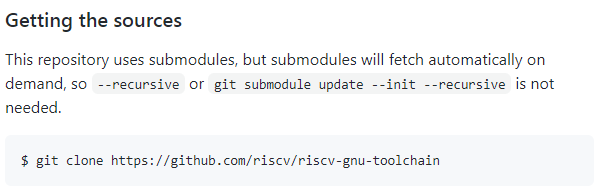 Getting the sources
This repository uses submodules, but submodules will fetch automatically on
demand, so --recursive or git submodule update --init --recursive is not
needed.
$ git clone https://github.com/riscv/riscv-gnu-toolchain